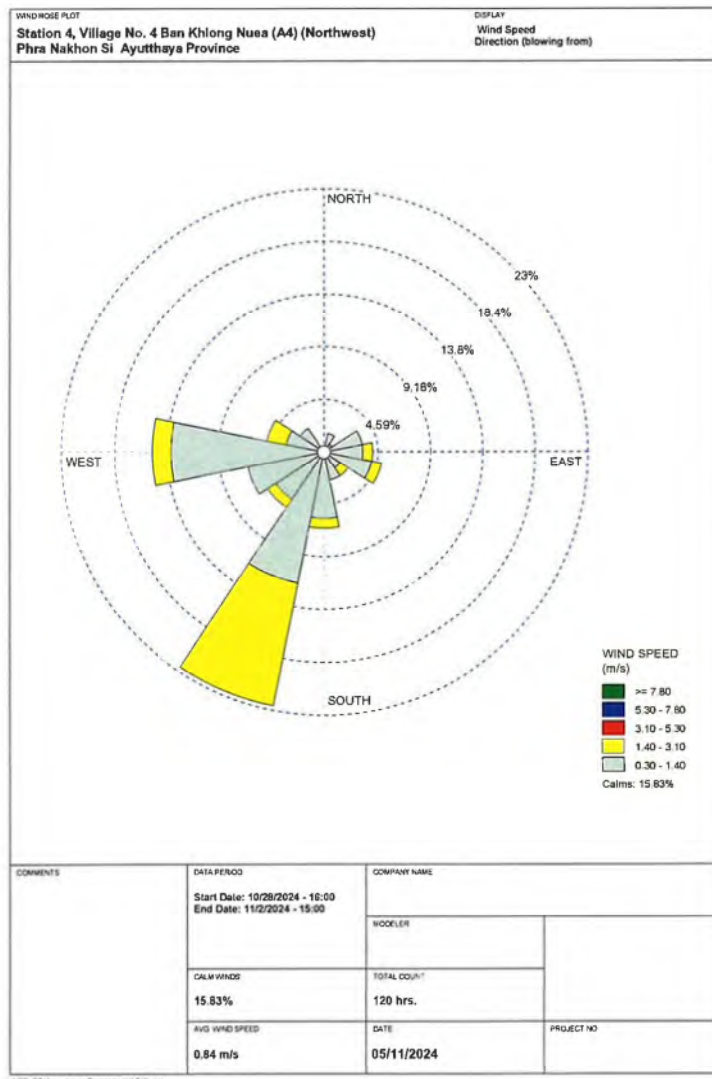 WIND ROSE PLOT
Station 4, Village No. 4 Ban Khlong Nuea (A4) (Northwest)
Phra Nakhon Si Ayutthaya Province
DISPLAY
Wind Speed
Direction (blowing from)
NORTH
23%
18.4%
13.8%
9.18%
4.59%
WEST
EAST
SOUTH
WIND SPEED
(m/s)
>= 7.80
5.30 - 7.80
3.10 - 5.30
1.40 - 3.10
0.30 - 1.40
Calms: 15.83%
COMMENTS
DATA PERIOD
Start Date: 10/28/2024 - 16:00
End Date: 11/2/2024 - 15:00
COMPANY NAME
MODELER
CALM WINDS
15.83%
TOTAL COUNT
120 hrs.
AVG. WIND SPEED
0.84 m/s
DATE
05/11/2024
PROJECT NO